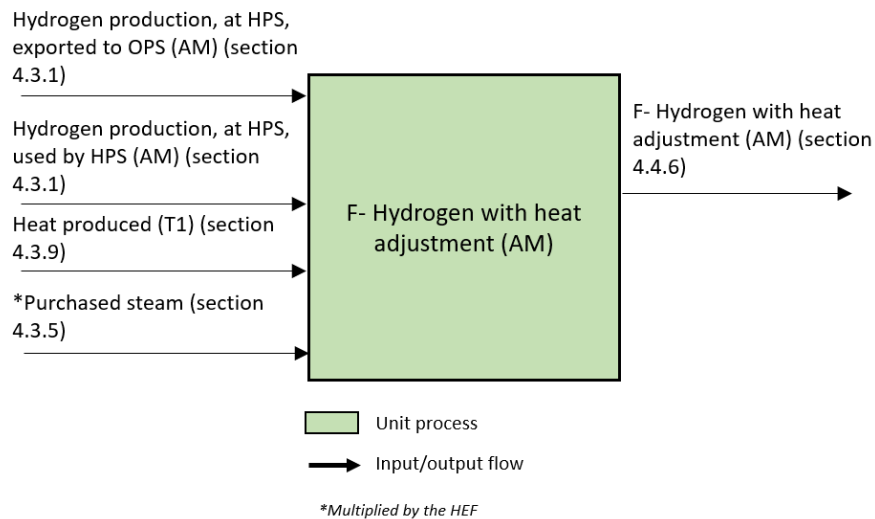 Hydrogen production, at HPS,
exported to OPS (AM) (section
4.3.1)
Hydrogen production, at HPS,
used by HPS (AM) (section
4.3.1)
Heat produced (T1) (section
4.3.9)
*Purchased steam (section
4.3.5)
F- Hydrogen with heat
adjustment (AM)
F- Hydrogen with heat
adjustment (AM) (section
4.4.6)
Unit process
Input/output flow
*Multiplied by the HEF